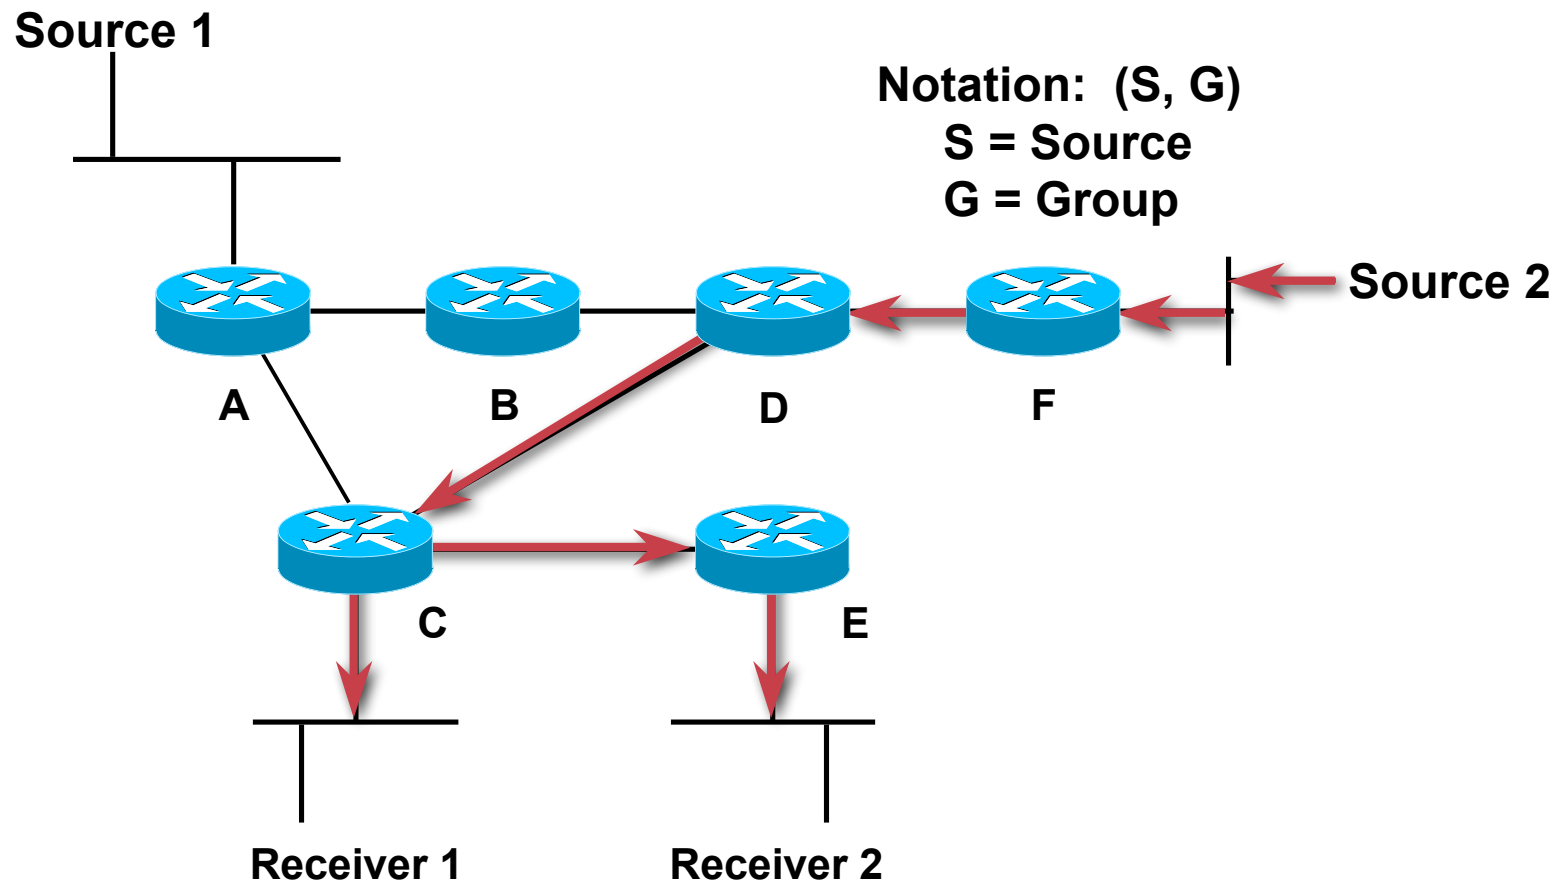 Source 1
Notation:  (S, G)
S = Source
G = Group
Source 2
A
B
D
F
C
E
Receiver 1
Receiver 2